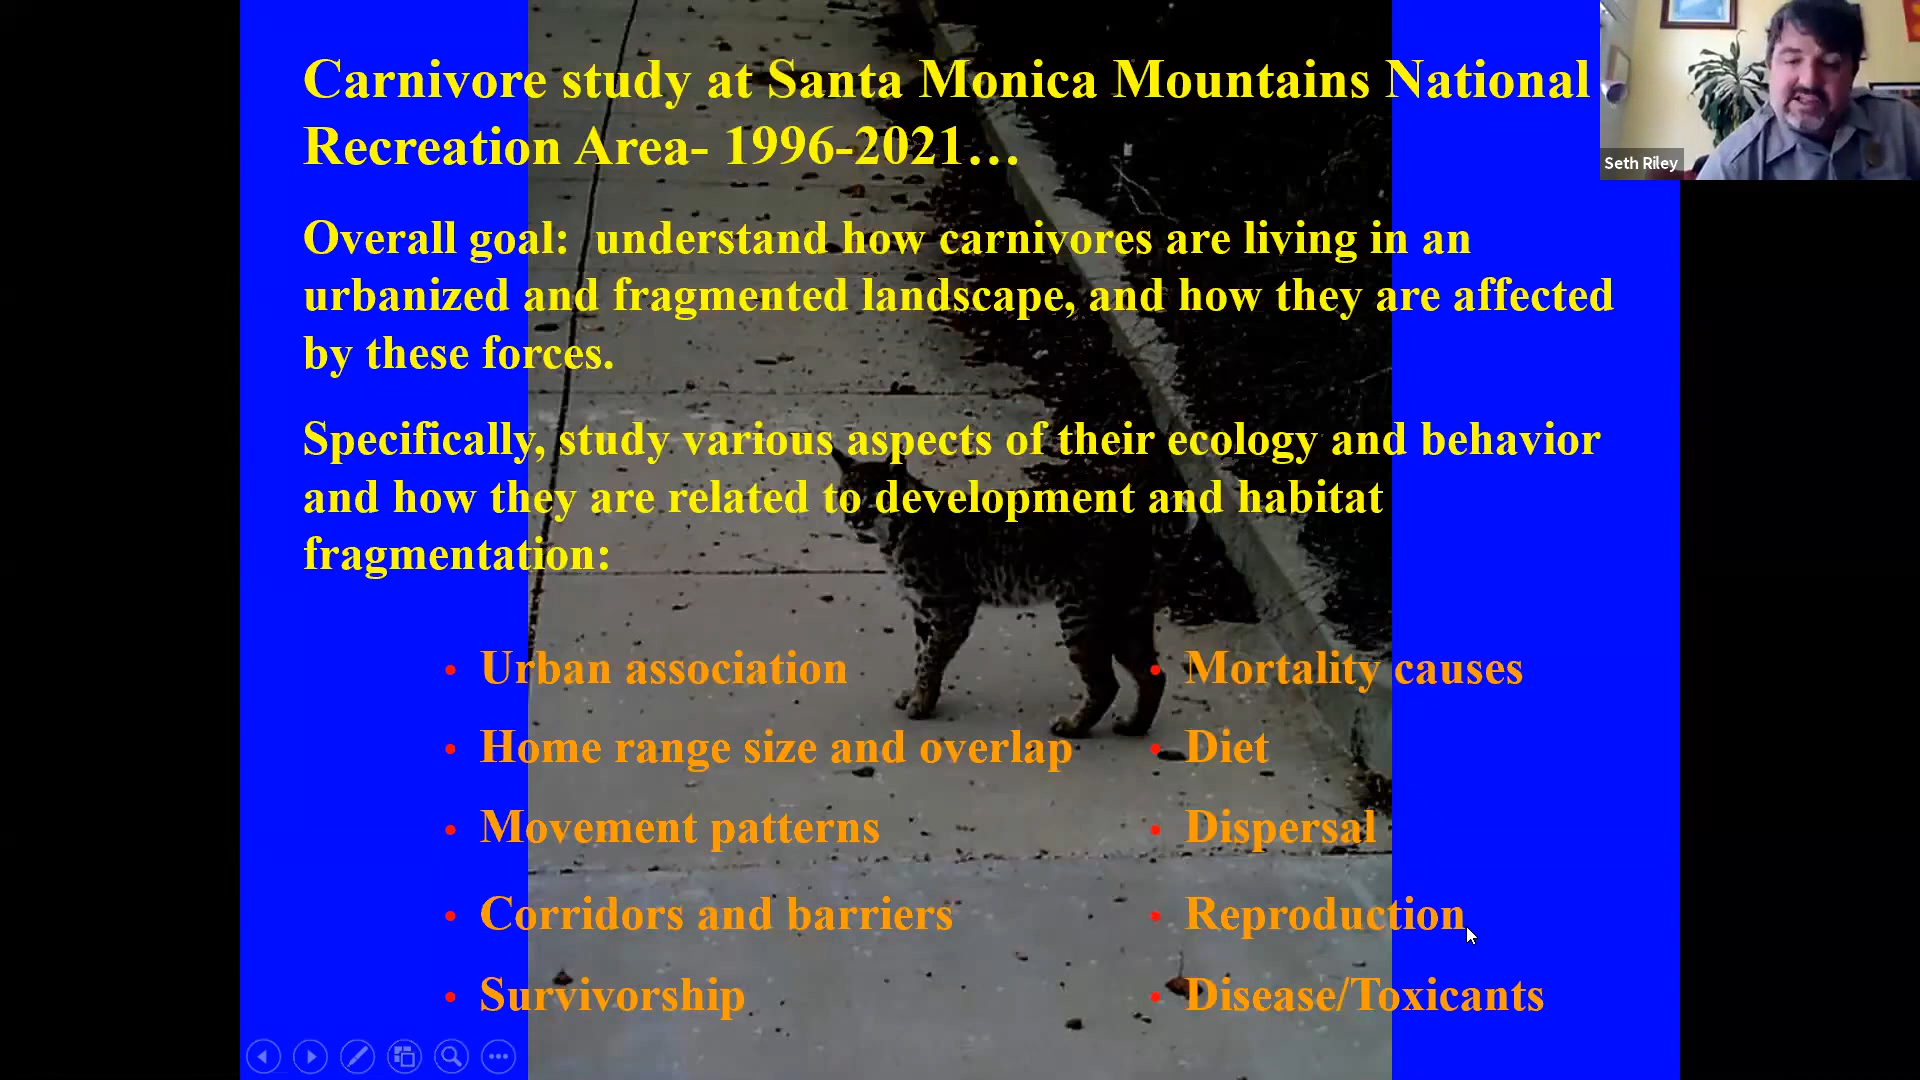 Carnivore study at Santa Monica Mountains National
Recreation Area- 1996-2021…
Seth Riley
Overall goal:  understand how carnivores are living in an
urbanized and fragmented landscape, and how they are affected
by these forces.
Specifically, study various aspects of their ecology and behavior
and how they are related to development and habitat
fragmentation:
• Urban association
• Home range size and overlap
• Movement patterns
• Corridors and barriers
• Survivorship
• Mortality causes
• Diet
• Dispersal
• Reproduction
• Disease/Toxicants